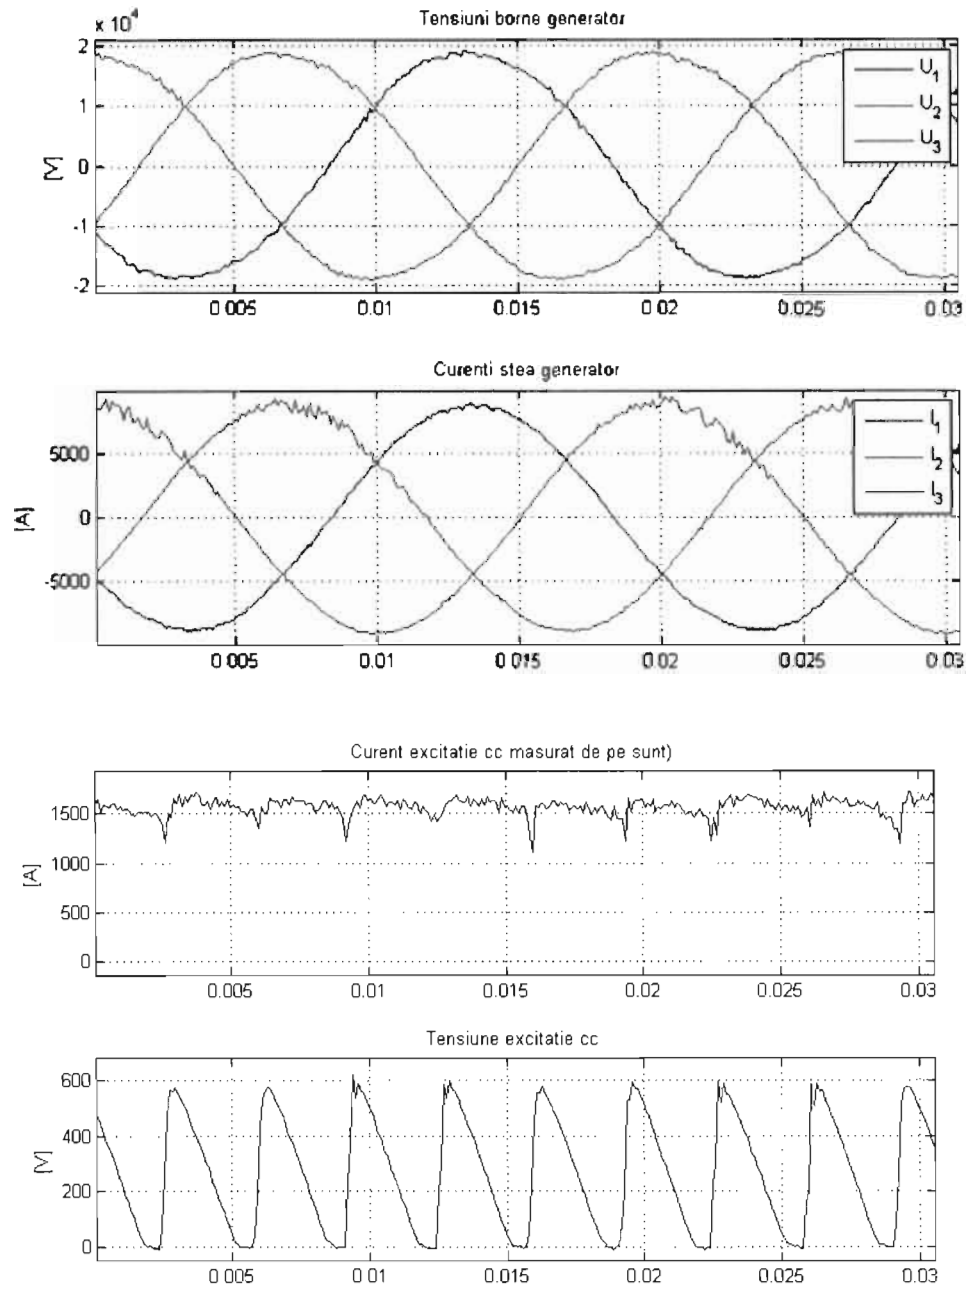 Tensiuni borne generator
x 10⁴
2
1
0
-1
-2
[V]
U₁
U₂
U₃
0.005 0.01 0.015 0.02 0.025 0.03
Curenti stea generator
5000
0
-5000
[A]
I₁
I₂
I₃
0.005 0.01 0.015 0.02 0.025 0.03
Curent excitatie cc masurat de pe sunt)
1500
1000
500
0
[A]
0.005 0.01 0.015 0.02 0.025 0.03
Tensiune excitatie cc
600
400
200
0
[V]
0.005 0.01 0.015 0.02 0.025 0.03